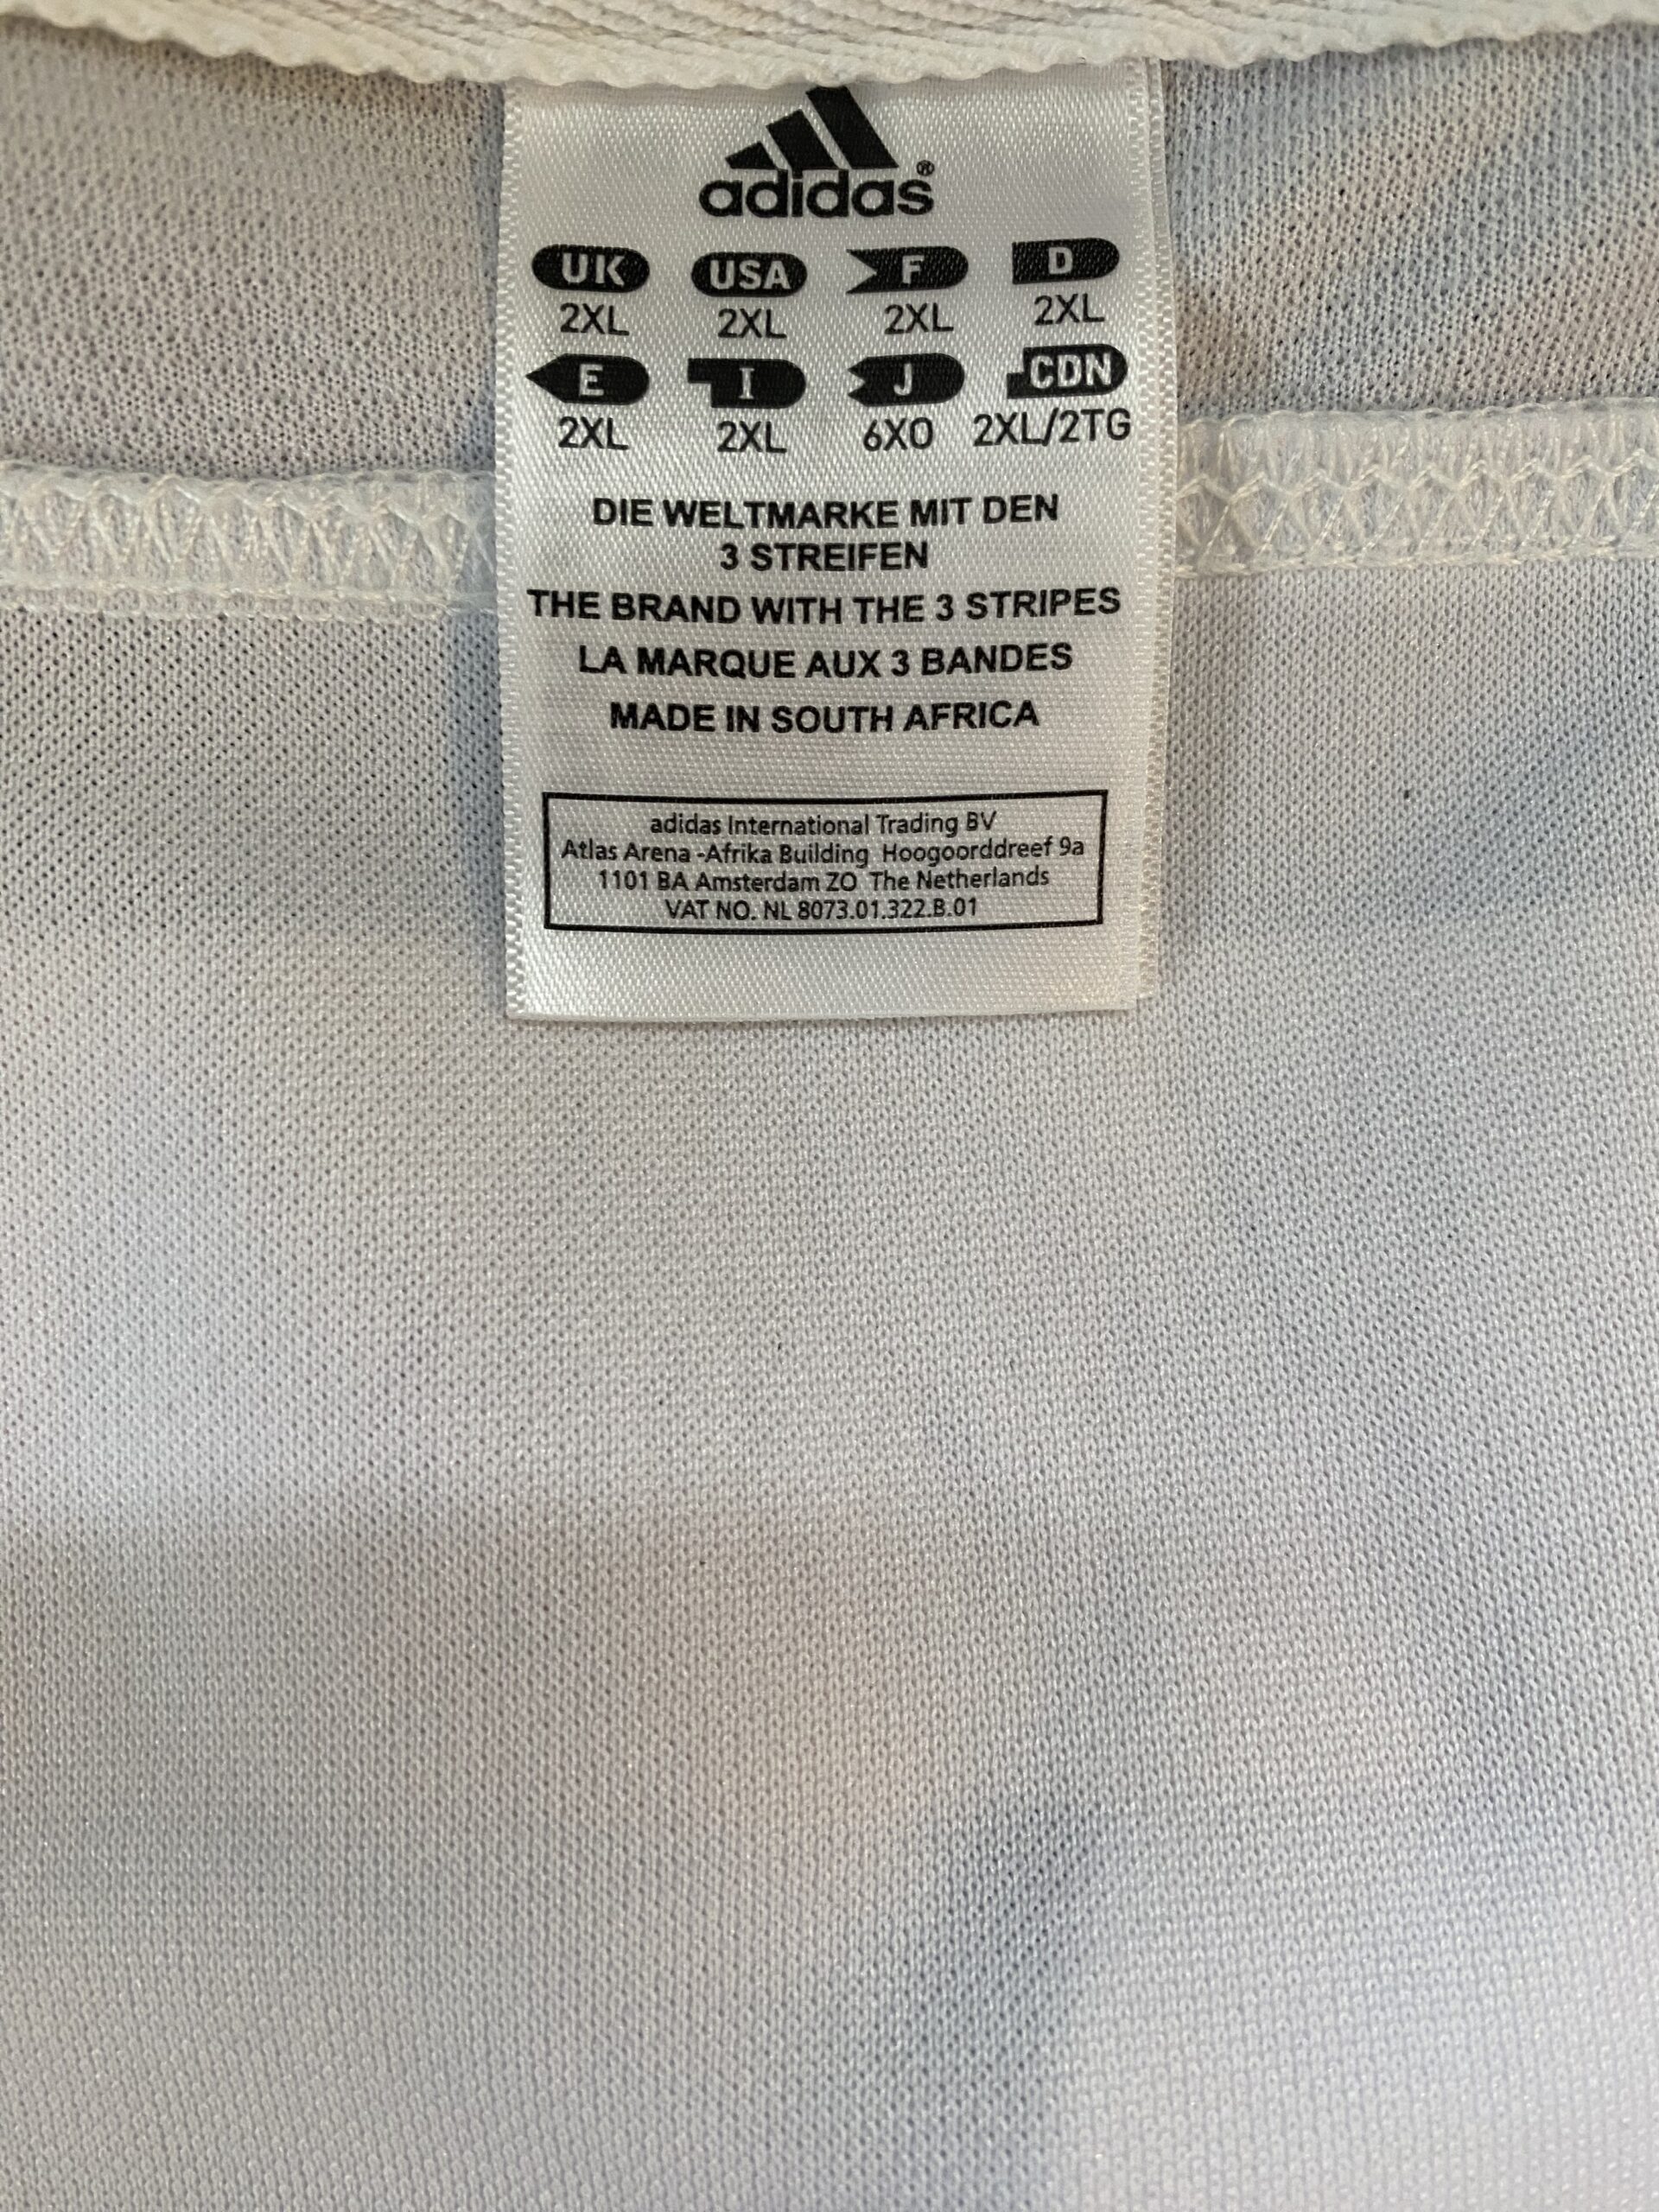 adidas®
UK USA F D
2XL 2XL 2XL 2XL
E I J CDN
2XL 2XL 6XO 2XL/2TG
DIE WELTMARKE MIT DEN
3 STREIFEN
THE BRAND WITH THE 3 STRIPES
LA MARQUE AUX 3 BANDES
MADE IN SOUTH AFRICA
adidas International Trading BV
Atlas Arena -Afrika Building Hoogoorddreef 9a
1101 BA Amsterdam ZO The Netherlands
VAT NO. NL 8073.01.322.B.01